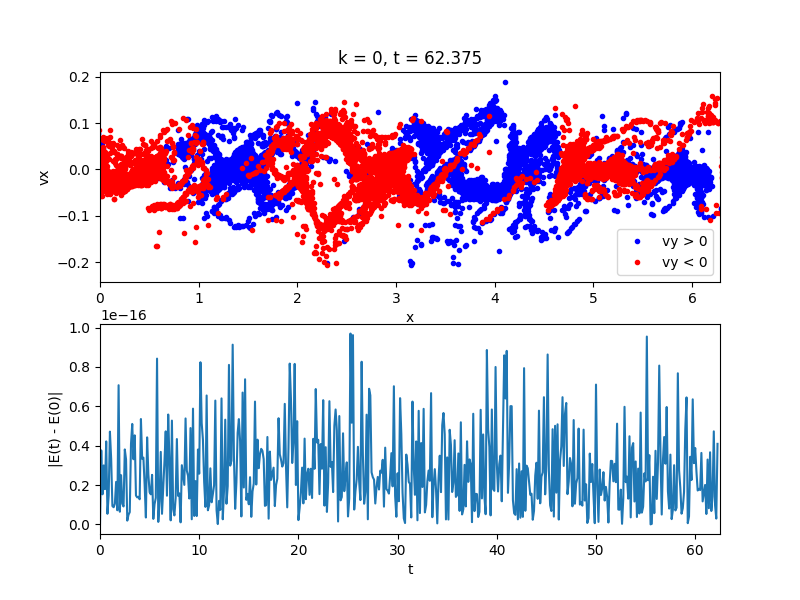 k = 0, t = 62.375
0.2
0.1
0.0
−0.1
−0.2
vx
vy > 0
vy < 0
0 1 2 3 4 5 6
x
1e−16
1.0
0.8
0.6
0.4
0.2
0.0
|E(t) - E(0)|
0 10 20 30 40 50 60
t